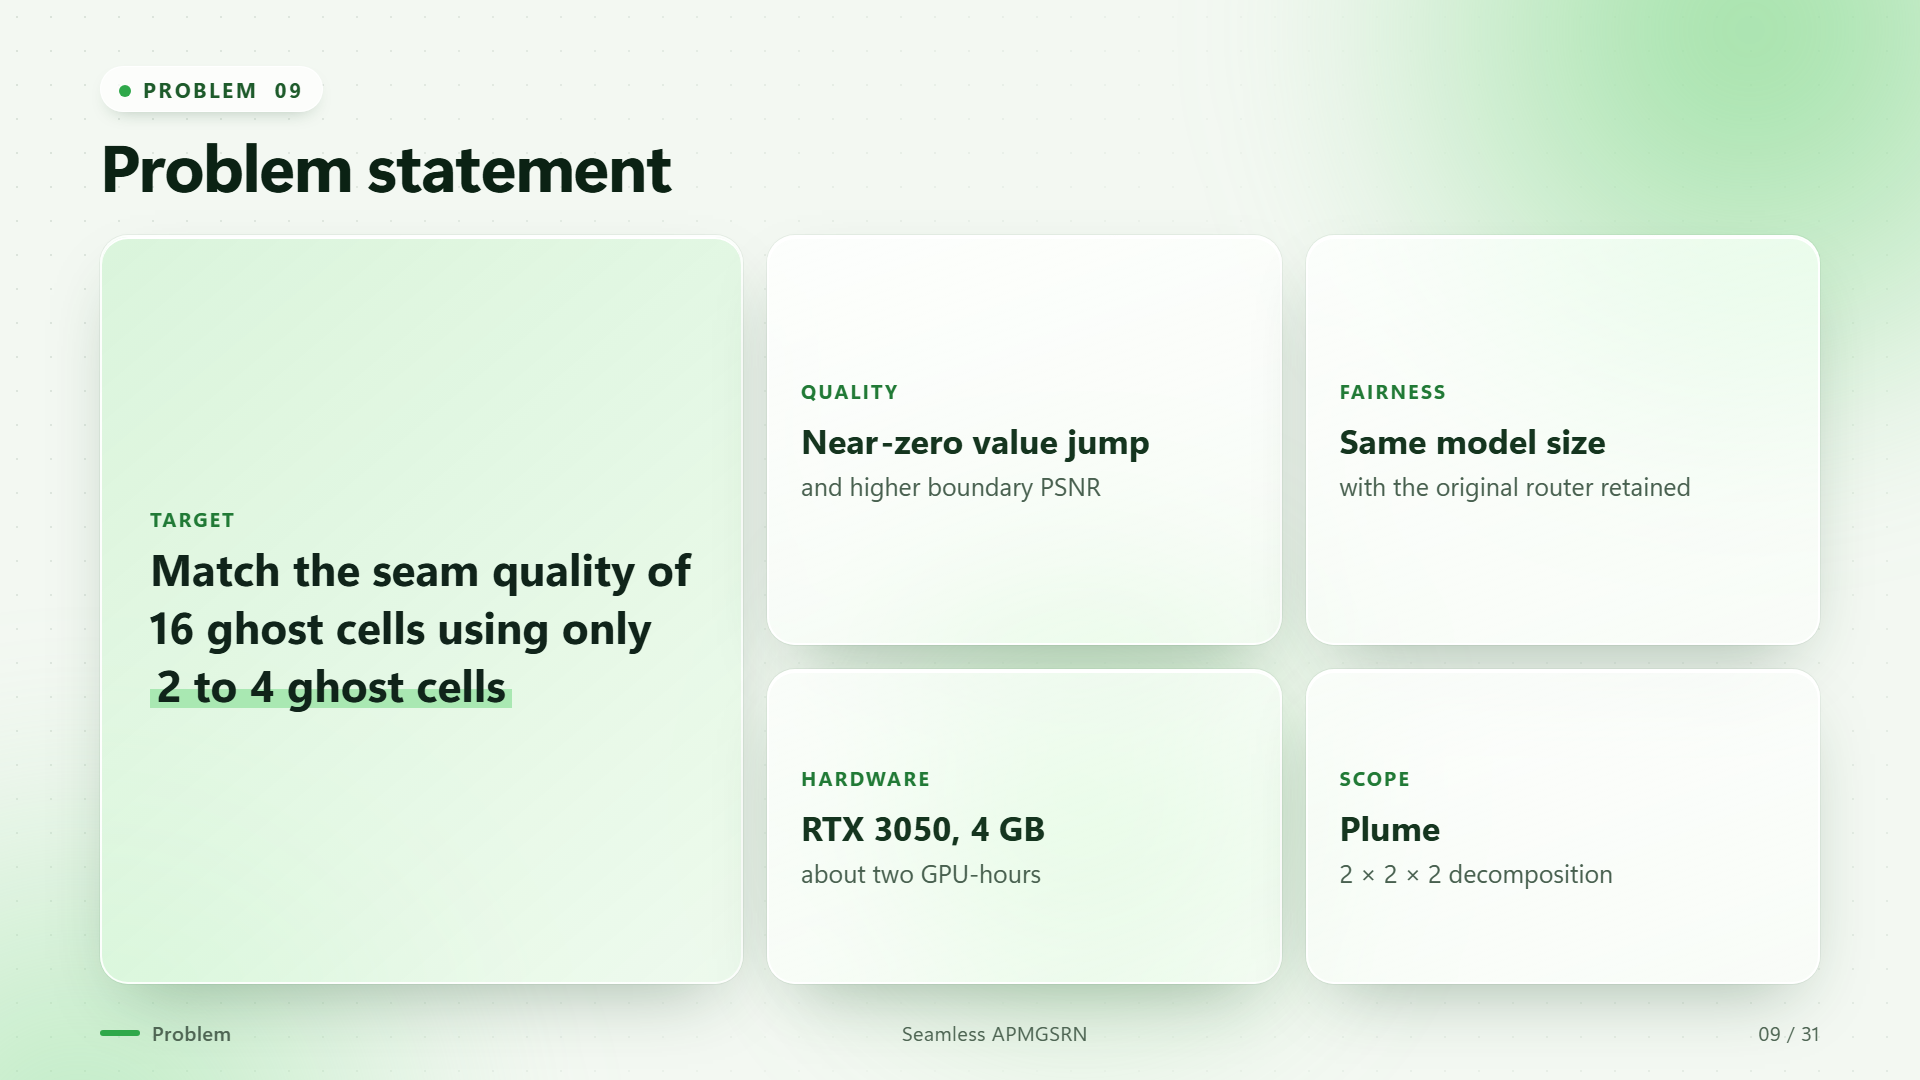 PROBLEM 09
Problem statement
TARGET
Match the seam quality of
16 ghost cells using only
2 to 4 ghost cells
QUALITY
Near-zero value jump
and higher boundary PSNR
FAIRNESS
Same model size
with the original router retained
HARDWARE
RTX 3050, 4 GB
about two GPU-hours
SCOPE
Plume
2 × 2 × 2 decomposition
Problem
Seamless APMGSRN
09 / 31